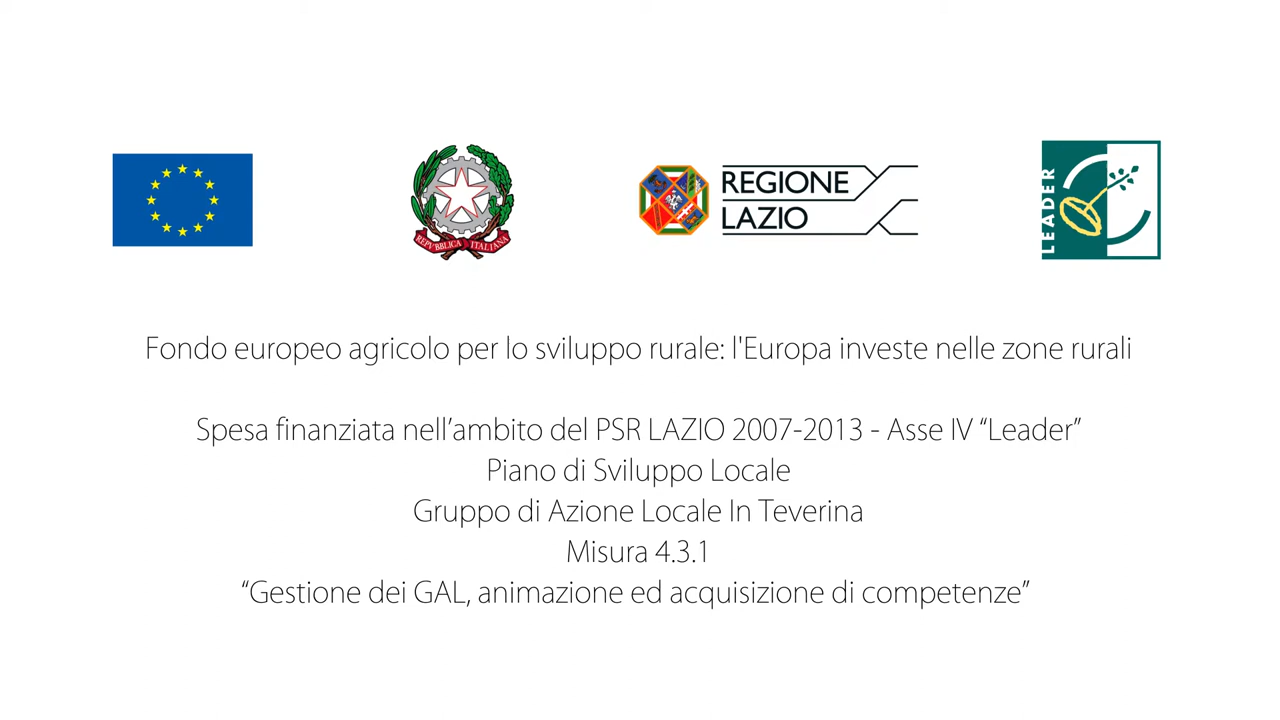 REPVBBLICA ITALIANA
REGIONE
LAZIO
LEADER
Fondo europeo agricolo per lo sviluppo rurale: l'Europa investe nelle zone rurali
Spesa finanziata nell’ambito del PSR LAZIO 2007-2013 - Asse IV “Leader”
Piano di Sviluppo Locale
Gruppo di Azione Locale In Teverina
Misura 4.3.1
“Gestione dei GAL, animazione ed acquisizione di competenze”